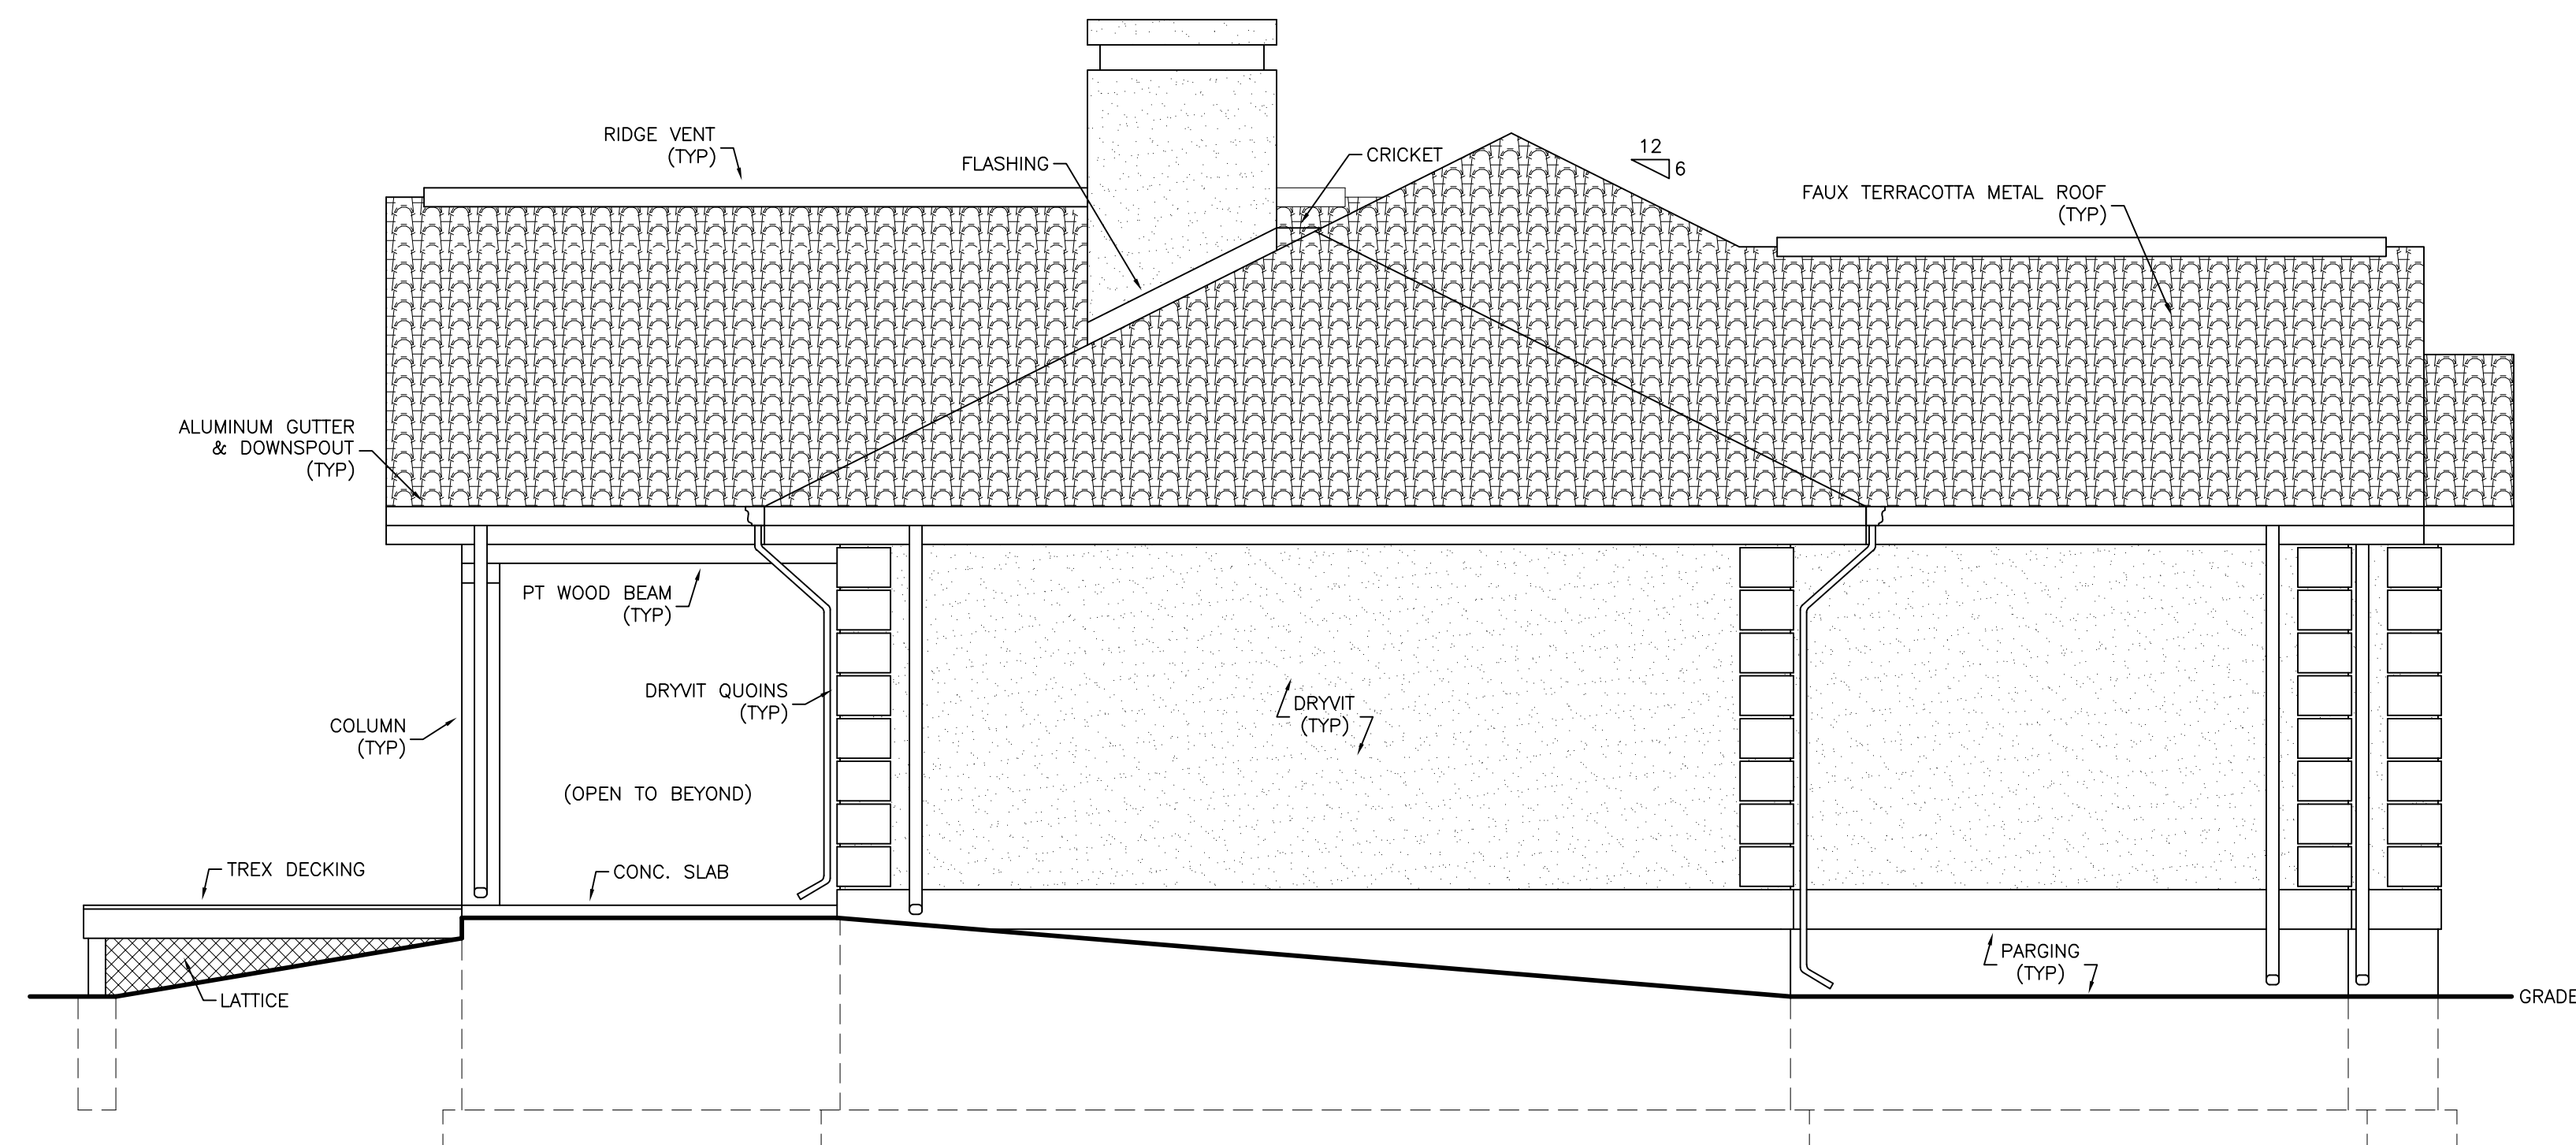 RIDGE VENT
(TYP)
FLASHING
CRICKET
12
6
FAUX TERRACOTTA METAL ROOF
(TYP)
ALUMINUM GUTTER
& DOWNSPOUT
(TYP)
PT WOOD BEAM
(TYP)
DRYVIT QUOINS
(TYP)
DRYVIT
(TYP)
COLUMN
(TYP)
(OPEN TO BEYOND)
TREX DECKING
CONC. SLAB
PARGING
(TYP)
LATTICE
GRADE